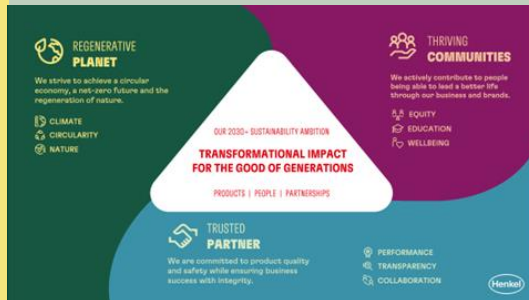 REGENERATIVE
PLANET
We strive to achieve a circular
economy, a net-zero future and the
regeneration of nature.
CLIMATE
CIRCULARITY
NATURE
THRIVING
COMMUNITIES
We actively contribute to people
being able to lead a better life
through our business and brands.
EQUITY
EDUCATION
WELLBEING
OUR 2030+ SUSTAINABILITY AMBITION
TRANSFORMATIONAL IMPACT
FOR THE GOOD OF GENERATIONS
PRODUCTS | PEOPLE | PARTNERSHIPS
TRUSTED
PARTNER
We are committed to product quality
and safety while ensuring business
success with integrity.
PERFORMANCE
TRANSPARENCY
COLLABORATION
Henkel